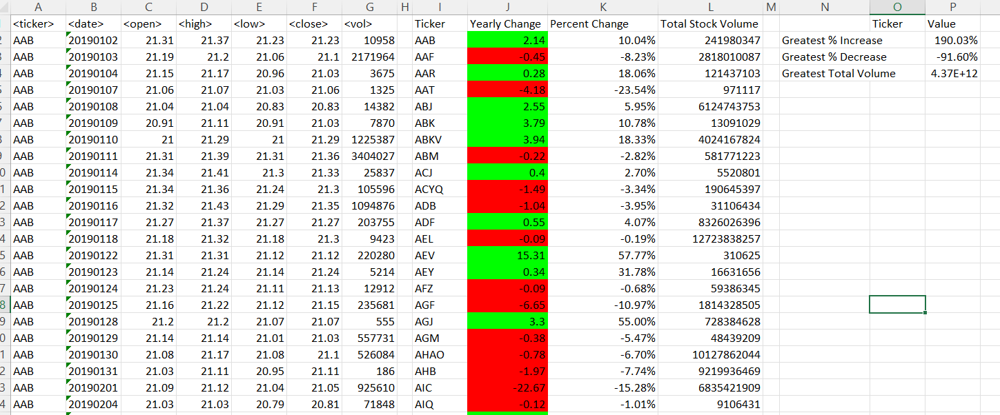 A B C D E F G H I J K L M N O P
<ticker> <date> <open> <high> <low> <close> <vol> Ticker Yearly Change Percent Change Total Stock Volume Ticker Value
AAB 20190102 21.31 21.37 21.23 21.23 10958 AAB 2.14 10.04% 241980347 Greatest % Increase 190.03%
AAB 20190103 21.19 21.2 21.06 21.1 2171964 AAF -0.45 -8.23% 2818010087 Greatest % Decrease -91.60%
AAB 20190104 21.15 21.17 20.96 21.03 3675 AAR 0.28 18.06% 121437103 Greatest Total Volume 4.37E+12
AAB 20190107 21.06 21.07 21.03 21.06 1325 AAT -4.18 -23.54% 971117
AAB 20190108 21.04 21.04 20.83 20.83 14382 ABJ 2.55 5.95% 6124743753
AAB 20190109 20.91 21.11 20.91 21.03 7870 ABK 3.79 10.78% 13091029
AAB 20190110 21 21.29 21 21.29 1225387 ABKV 3.94 18.33% 4024167824
AAB 20190111 21.31 21.39 21.31 21.36 3404027 ABM -0.22 -2.82% 581771223
AAB 20190114 21.34 21.41 21.3 21.33 25837 ACJ 0.4 2.70% 5520801
AAB 20190115 21.34 21.36 21.24 21.3 105596 ACYQ -1.49 -3.34% 190645397
AAB 20190116 21.32 21.43 21.29 21.35 1094876 ADB -1.04 -3.95% 31106434
AAB 20190117 21.27 21.37 21.27 21.27 203755 ADF 0.55 4.07% 8326026396
AAB 20190118 21.18 21.32 21.18 21.3 9423 AEL -0.09 -0.19% 12723838257
AAB 20190122 21.31 21.31 21.12 21.12 220280 AEV 15.31 57.77% 310625
AAB 20190123 21.14 21.24 21.14 21.24 5214 AEY 0.34 31.78% 16631656
AAB 20190124 21.23 21.24 21.11 21.13 12912 AFZ -0.09 -0.68% 59386345
AAB 20190125 21.16 21.22 21.12 21.15 235681 AGF -6.65 -10.97% 1814328505
AAB 20190128 21.2 21.2 21.07 21.07 555 AGJ 3.3 55.00% 728384628
AAB 20190129 21.14 21.14 21.01 21.03 557731 AGM -0.38 -5.47% 48439209
AAB 20190130 21.08 21.17 21.08 21.1 526084 AHAO -0.78 -6.70% 10127862044
AAB 20190131 21.03 21.11 20.95 21.11 186 AHB -1.97 -7.74% 9219936469
AAB 20190201 21.09 21.12 21.04 21.05 925610 AIC -22.67 -15.28% 6835421909
AAB 20190204 21.03 21.03 20.79 20.81 71848 AIQ -0.12 -1.01% 9106431